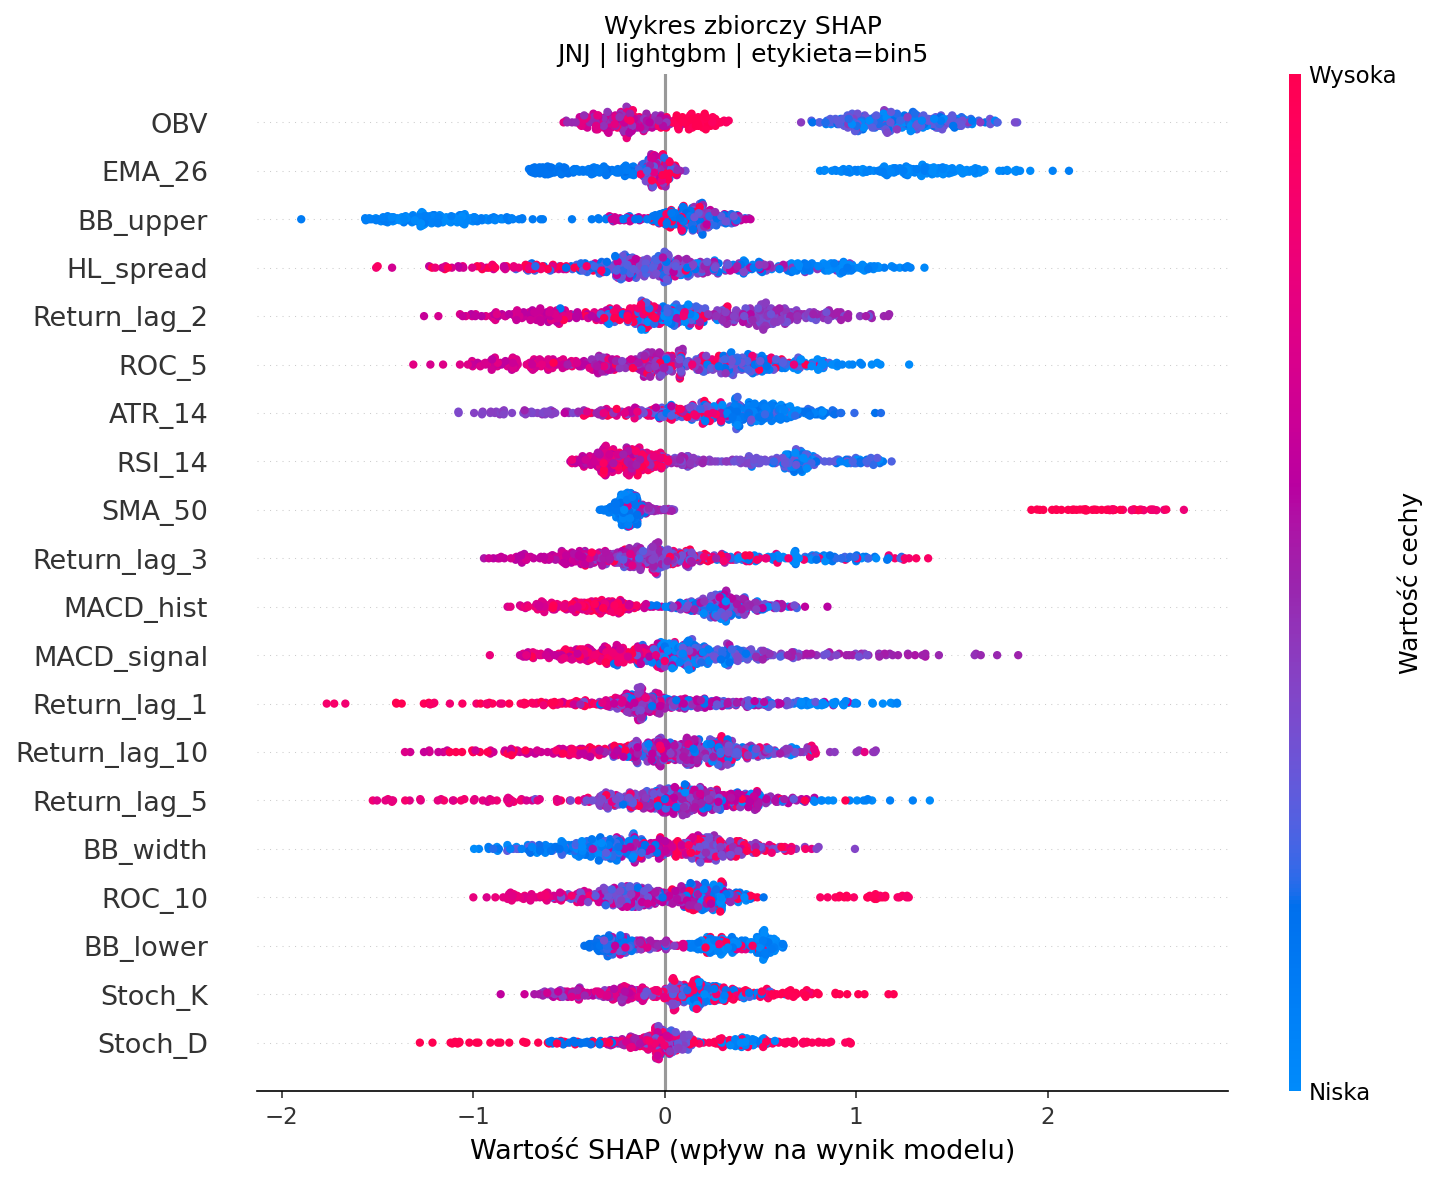 Wykres zbiorczy SHAP
JNJ | lightgbm | etykieta=bin5
Wysoka
OBV
EMA_26
BB_upper
HL_spread
Return_lag_2
ROC_5
ATR_14
RSI_14
SMA_50
Return_lag_3
MACD_hist
MACD_signal
Return_lag_1
Return_lag_10
Return_lag_5
BB_width
ROC_10
BB_lower
Stoch_K
Stoch_D
Wartość cechy
Niska
−2 −1 0 1 2
Wartość SHAP (wpływ na wynik modelu)